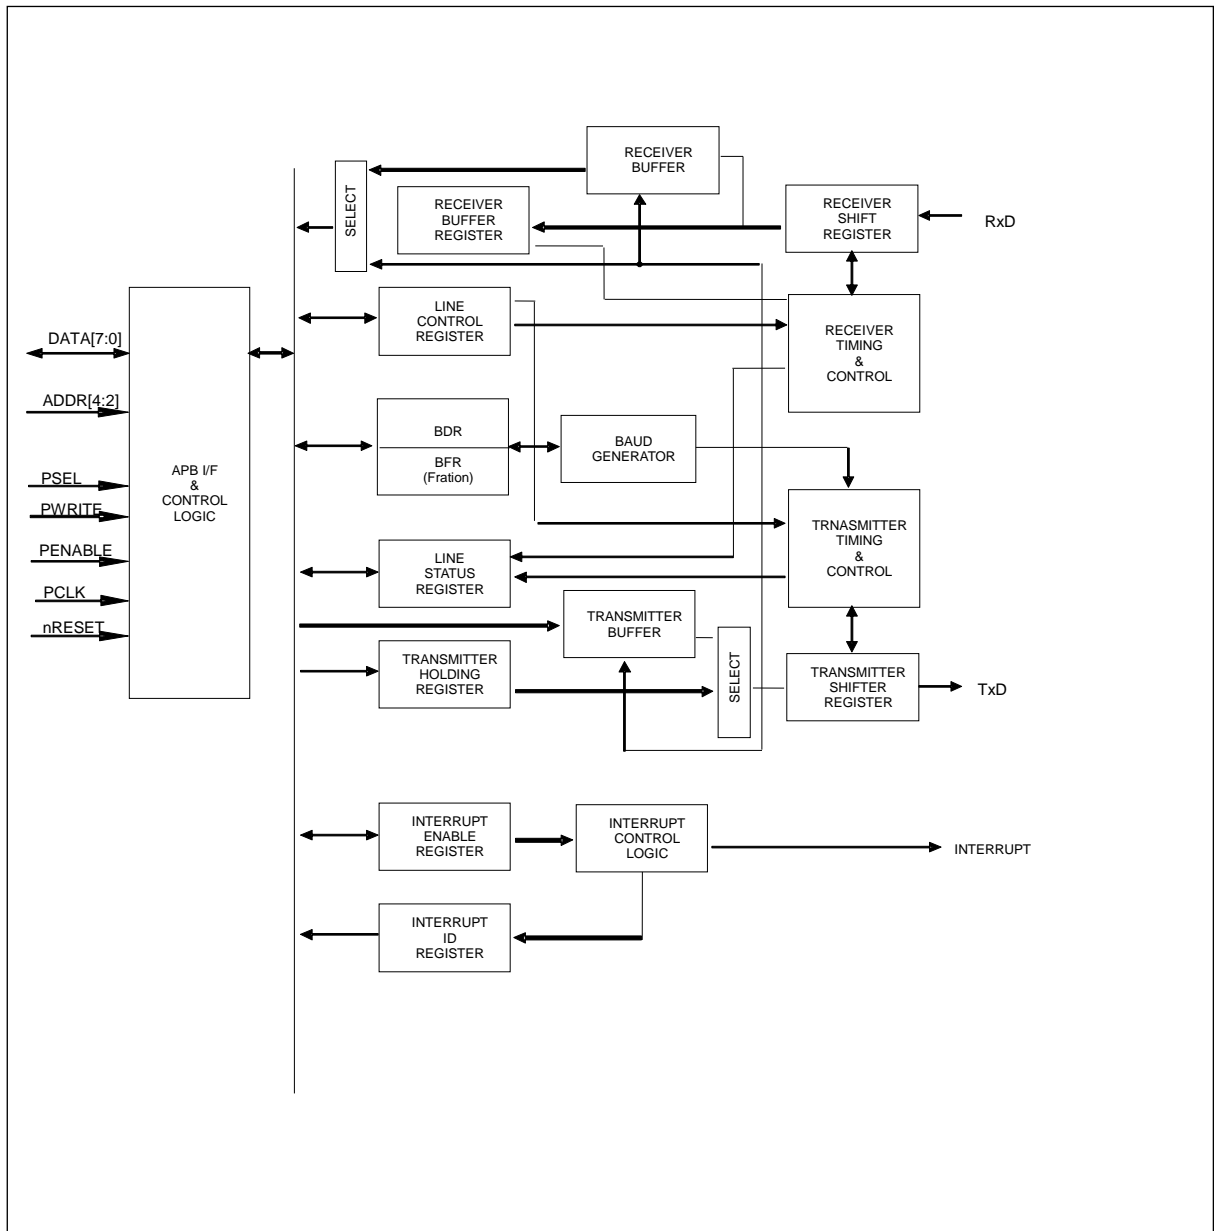 RECEIVER
BUFFER
SELECT
RECEIVER
BUFFER
REGISTER
RECEIVER
SHIFT
REGISTER
RxD
LINE
CONTROL
REGISTER
RECEIVER
TIMING
&
CONTROL
DATA[7:0]
ADDR[4:2]
PSEL
PWRITE
PENABLE
PCLK
nRESET
APB I/F
&
CONTROL
LOGIC
BDR
BFR
(Fration)
BAUD
GENERATOR
TRNASMITTER
TIMING
&
CONTROL
LINE
STATUS
REGISTER
TRANSMITTER
BUFFER
TRANSMITTER
HOLDING
REGISTER
SELECT
TRANSMITTER
SHIFTER
REGISTER
TxD
INTERRUPT
ENABLE
REGISTER
INTERRUPT
CONTROL
LOGIC
INTERRUPT
INTERRUPT
ID
REGISTER